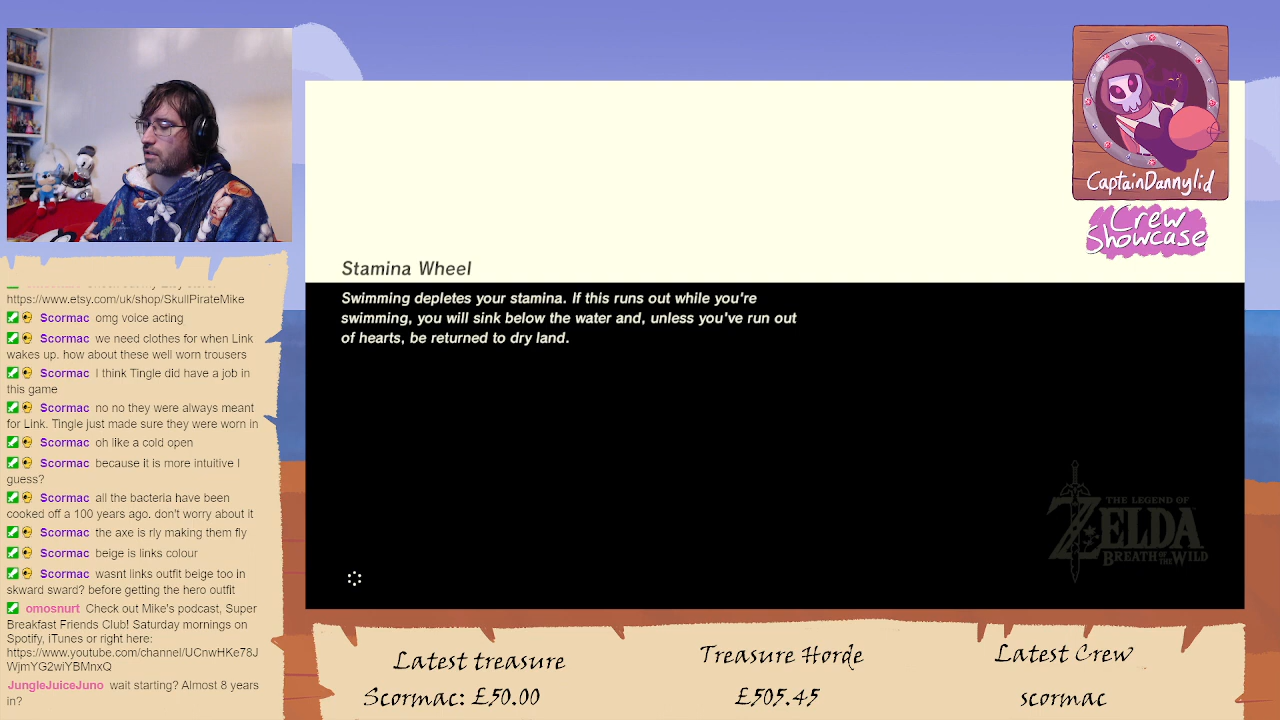 https://www.etsy.com/uk/shop/SkullPirateMike
Scormac omg voice acting
Scormac we need clothes for when Link
wakes up. how about these well worn trousers
Scormac I think Tingle did have a job in
this game
Scormac no no they were always meant
for Link. Tingle just made sure they were worn in
Scormac oh like a cold open
Scormac because it is more intuitive I
guess?
Scormac all the bacteria have been
cooked off a 100 years ago. don't worry about it
Scormac the axe is rly making them fly
Scormac beige is links colour
Scormac wasnt links outfit beige too in
skward sward? before getting the hero outfit
omosnurt Check out Mike's podcast, Super
Breakfast Friends Club! Saturday mornings on
Spotify, iTunes or right here:
https://www.youtube.com/channel/UCnwHKe78J
WjmYG2wiYBMnxQ
JungleJuiceJuno wait starting? Almost 8 years
in?
Stamina Wheel
Swimming depletes your stamina. If this runs out while you're
swimming, you will sink below the water and, unless you've run out
of hearts, be returned to dry land.
THE LEGEND OF
ZELDA
BREATH OF THE WILD
CaptainDannylid
Crew
Showcase
Latest treasure
Scormac: £50.00
Treasure Horde
£505.45
Latest Crew
scormac